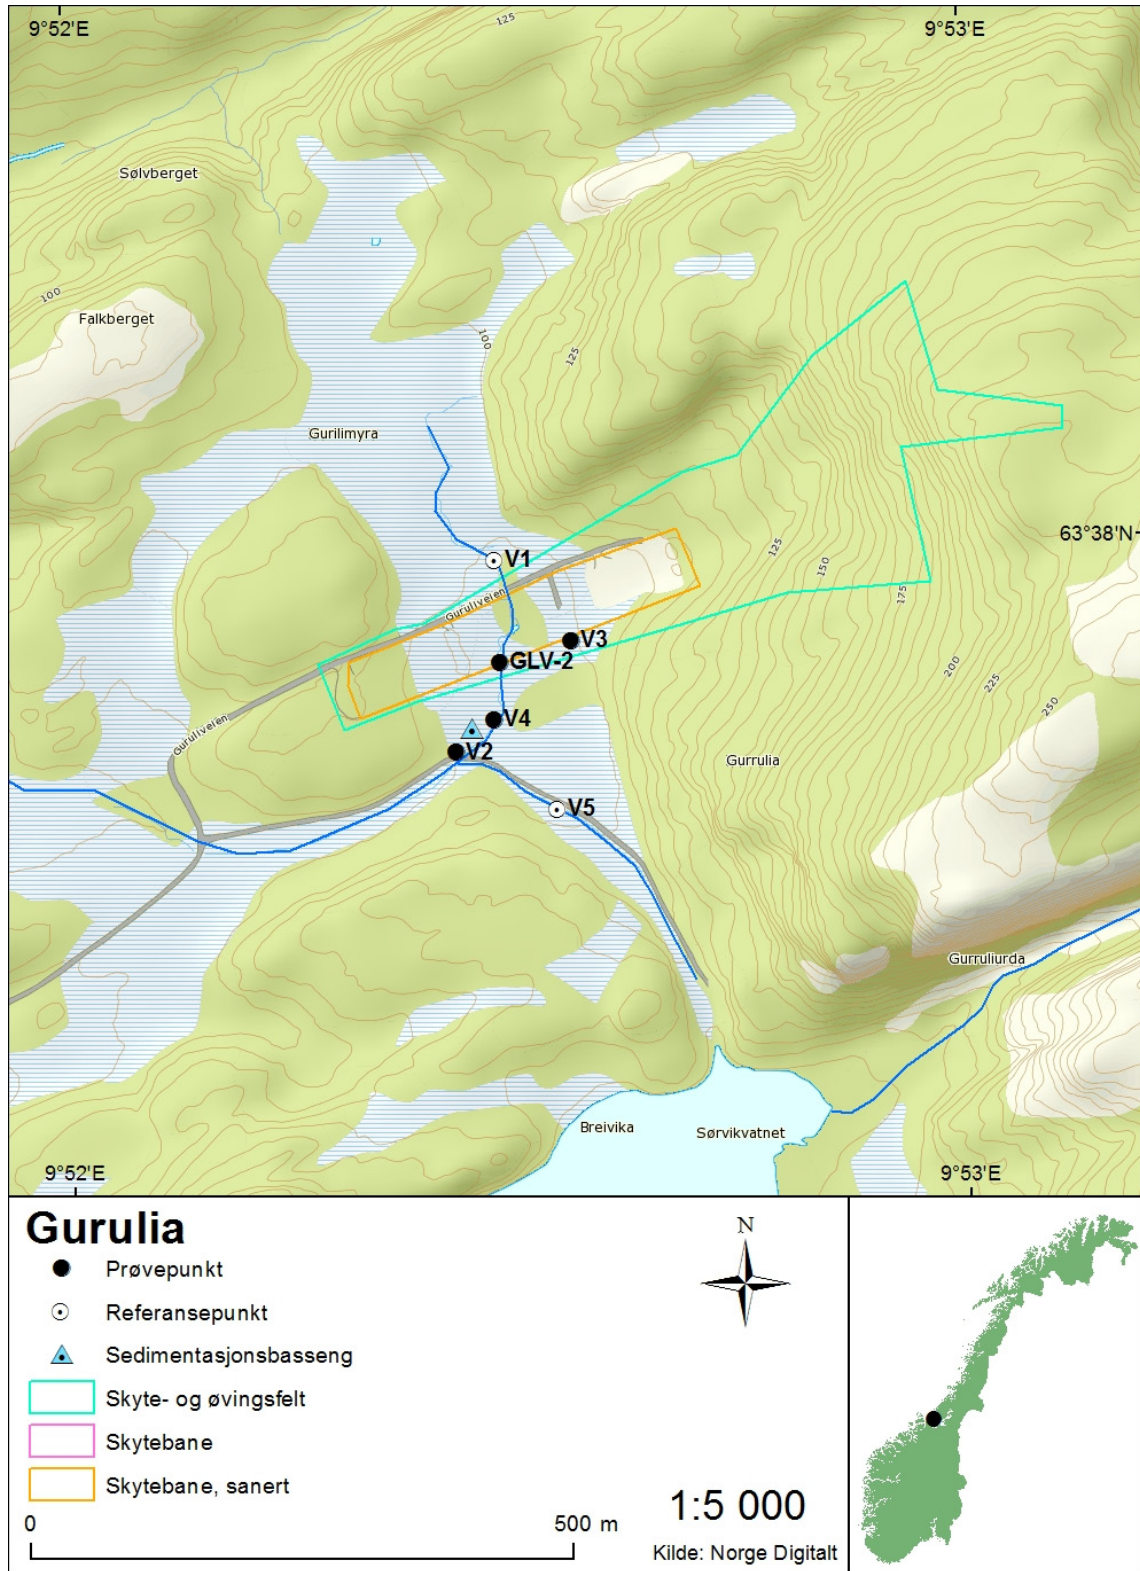 9°52'E
125
9°53'E
Sølvberget
100
Falkberget
100
125
Gurilimyra
63°38'N
V1
125
150
175
Guruliveien
V3
GLV-2
200
225
250
V4
Guruliveien
V2
Gurrulia
V5
Gurruliurda
Breivika
Sørvikvatnet
9°52'E
9°53'E
Gurulia
N
Prøvepunkt
Referansepunkt
Sedimentasjonsbasseng
Skyte- og øvingsfelt
Skytebane
Skytebane, sanert
0
500 m
1:5 000
Kilde: Norge Digitalt